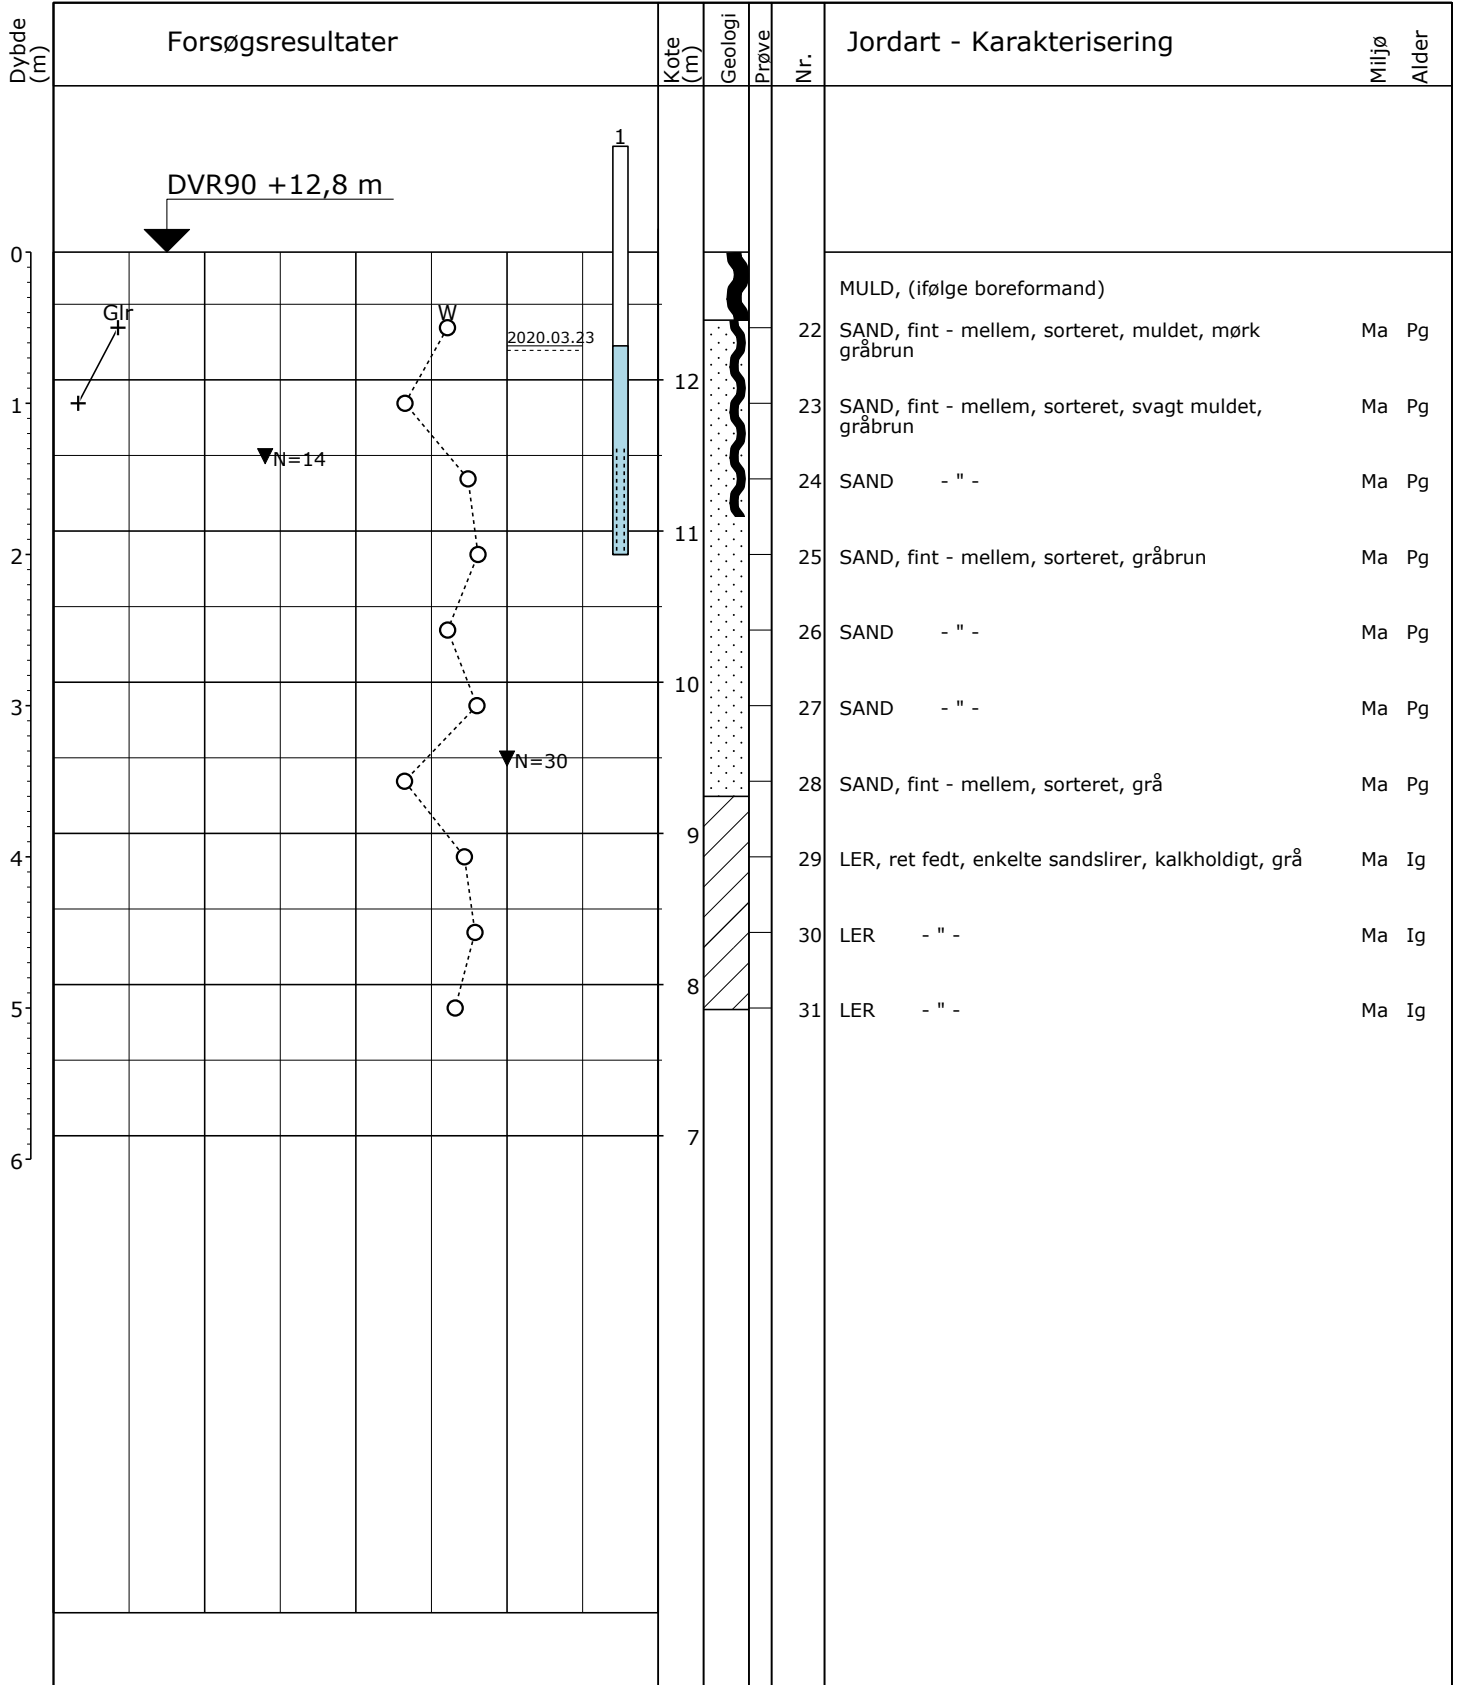 Dybde
(m)
Forsøgsresultater
Kote
(m)
Geologi
Prøve
Nr.
Jordart - Karakterisering
Miljø
Alder
1
DVR90 +12,8 m
0
MULD, (ifølge boreformand)
Glr
W
22 SAND, fint - mellem, sorteret, muldet, mørk Ma Pg
gråbrun
2020.03.23
12
1
23 SAND, fint - mellem, sorteret, svagt muldet, Ma Pg
gråbrun
N=14
24 SAND - " - Ma Pg
11
2
25 SAND, fint - mellem, sorteret, gråbrun Ma Pg
26 SAND - " - Ma Pg
10
3
27 SAND - " - Ma Pg
N=30
28 SAND, fint - mellem, sorteret, grå Ma Pg
9
4
29 LER, ret fedt, enkelte sandslirer, kalkholdigt, grå Ma Ig
30 LER - " - Ma Ig
8
5
31 LER - " - Ma Ig
7
6